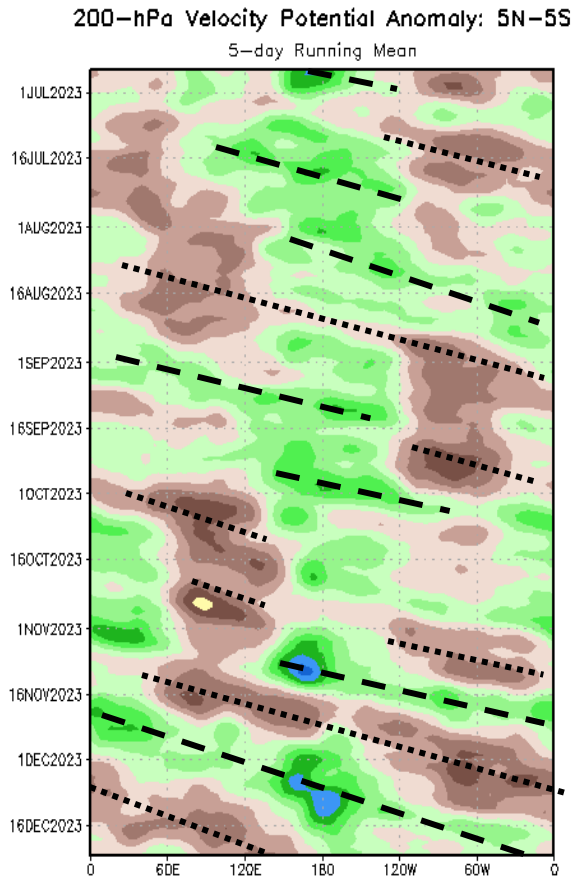 200-hPa Velocity Potential Anomaly: 5N-5S
5-day Running Mean
1JUL2023
16JUL2023
1AUG2023
16AUG2023
1SEP2023
16SEP2023
1OCT2023
16OCT2023
1NOV2023
16NOV2023
1DEC2023
16DEC2023
0 60E 120E 180 120W 60W 0